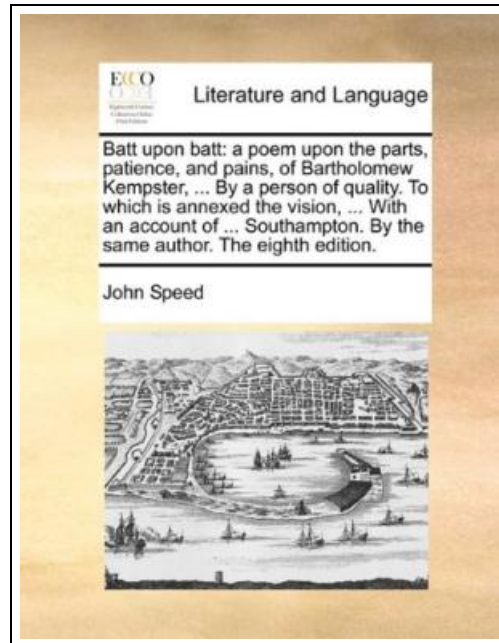 ECCO
Literature and Language
Batt upon batt: a poem upon the parts,
patience, and pains, of Bartholomew
Kempster, ... By a person of quality. To
which is annexed the vision, ... With
an account of ... Southampton. By the
same author. The eighth edition.
John Speed